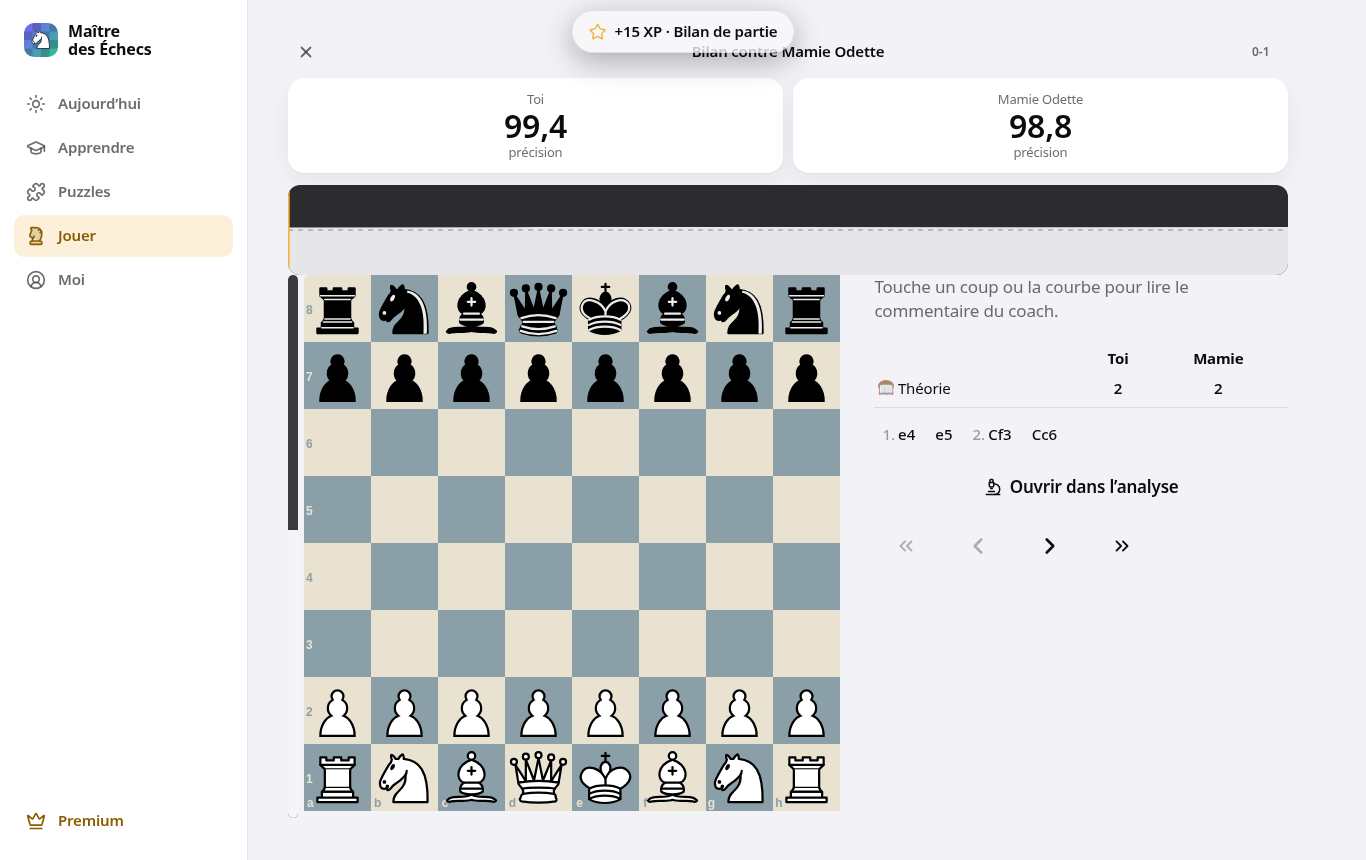 Maître
des Échecs
Aujourd’hui
Apprendre
Puzzles
Jouer
Moi
Premium
+15 XP · Bilan de partie
Bilan contre Mamie Odette
0-1
Toi
99,4
précision
Mamie Odette
98,8
précision
8
7
6
5
4
3
2
1
a b c d e f g h
Touche un coup ou la courbe pour lire le
commentaire du coach.
Toi Mamie
Théorie 2 2
1. e4 e5 2. Cf3 Cc6
Ouvrir dans l’analyse